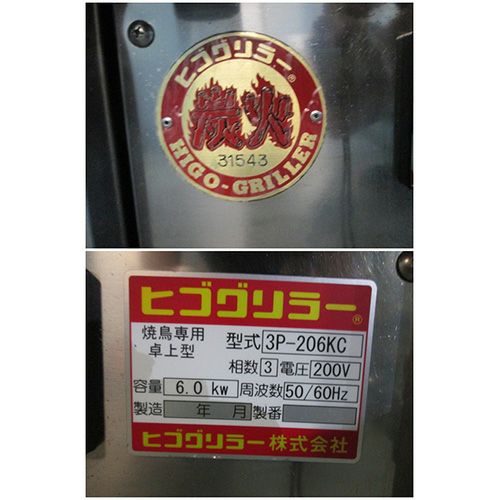 ヒゴグリラー®
炭火
31543
HIGO-GRILLER
ヒゴグリラー®
焼鳥専用
卓上型
型式 3P-206KC
相数 3 電圧 200V
容量 6.0 kw 周波数 50/60Hz
製造 年 月 製番
ヒゴグリラー株式会社